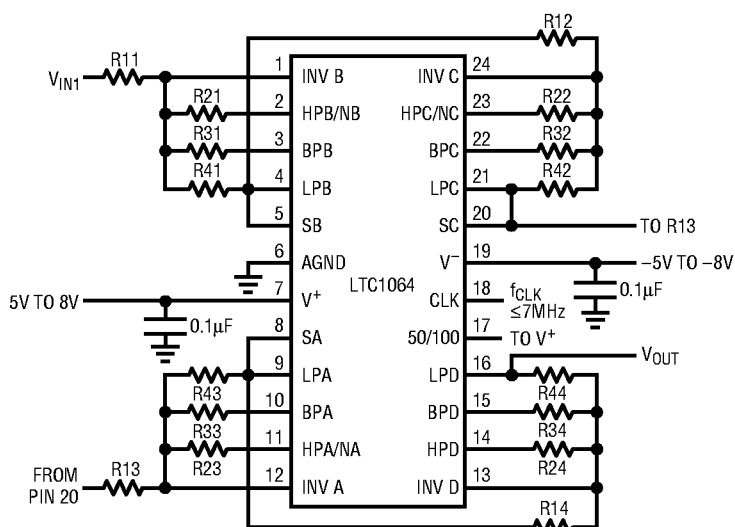 R12
R11
V_IN1
1 INV B INV C 24
R21 2 HPB/NB HPC/NC 23 R22
R31 3 BPB BPC 22 R32
R41 4 LPB LPC 21 R42
5 SB SC 20 TO R13
6 AGND V⁻ 19 –5V TO –8V
LTC1064
5V TO 8V 7 V⁺ CLK 18 f_CLK ≤7MHz 0.1µF
0.1µF 8 SA 50/100 17 TO V⁺
9 LPA LPD 16 V_OUT
R43 R44
10 BPA BPD 15
R33 R34
11 HPA/NA HPD 14
R23 R24
FROM PIN 20 R13 12 INV A INV D 13
R14